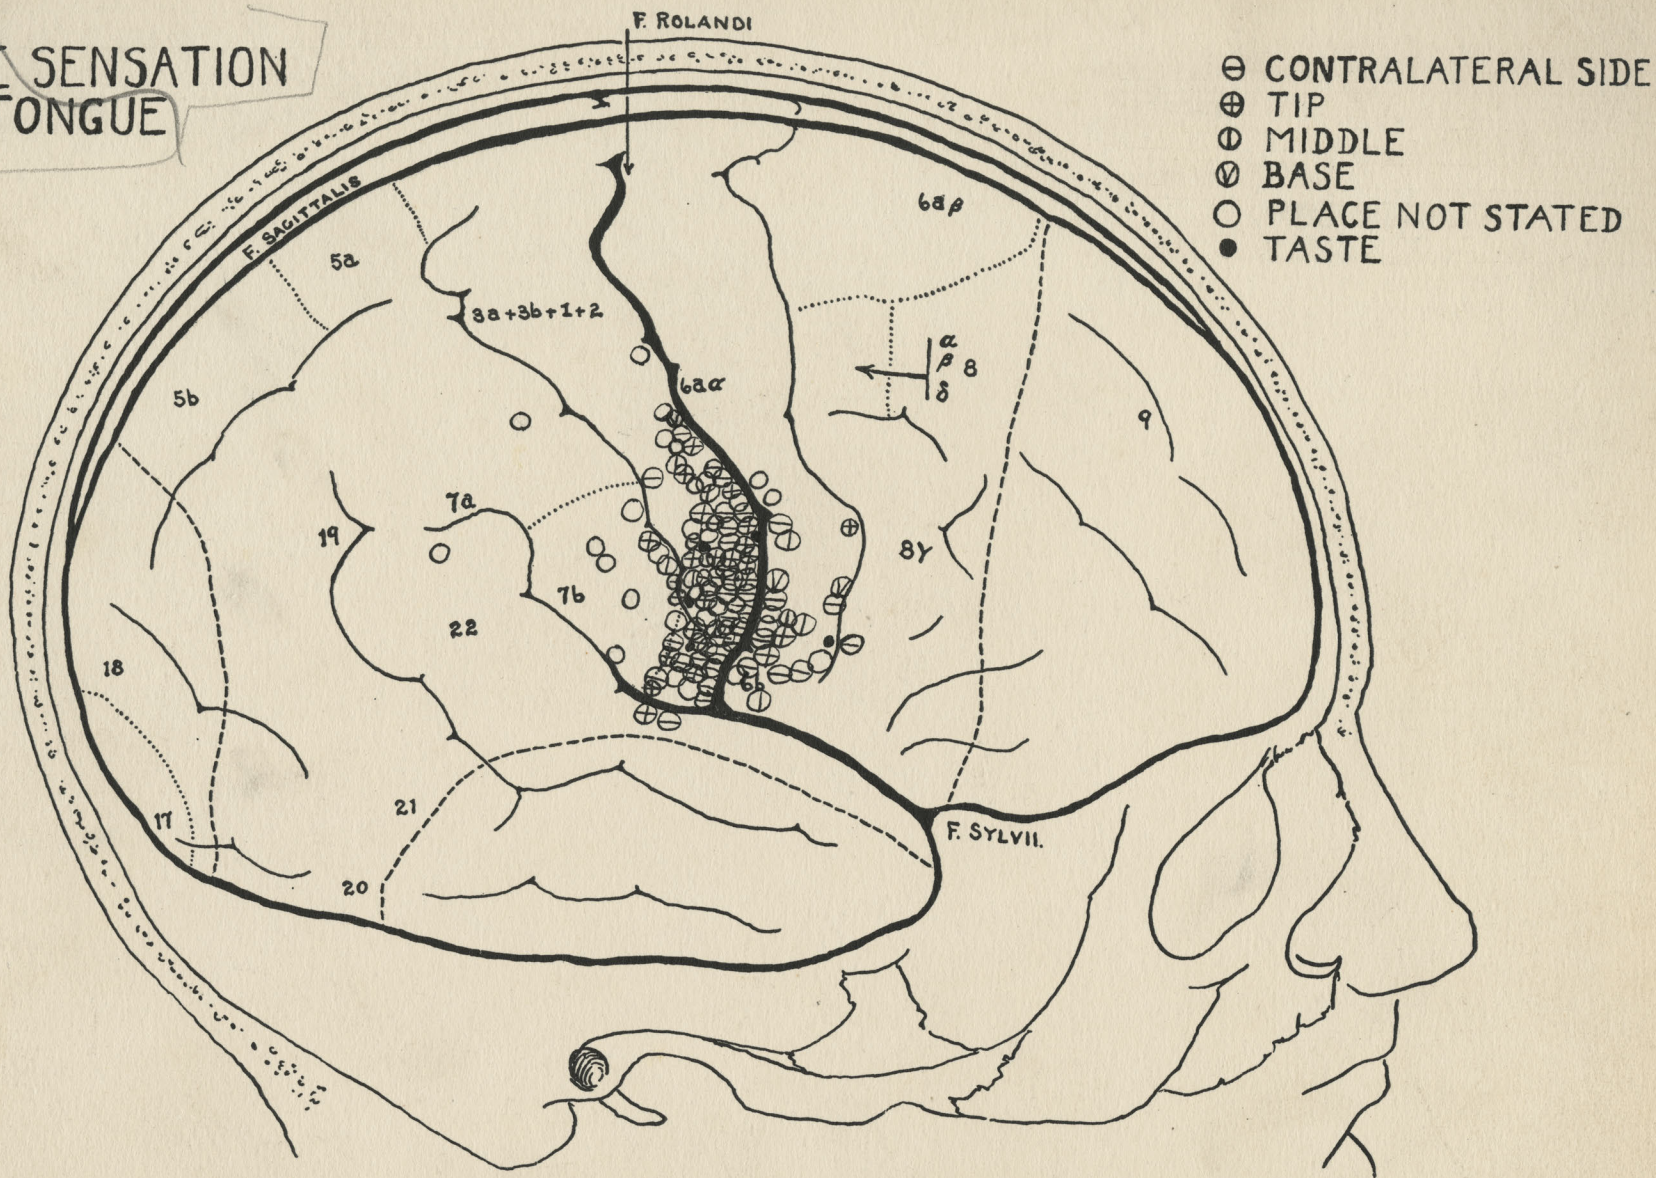 SENSATION
TONGUE
F. ROLANDI
⊖ CONTRALATERAL SIDE
⊕ TIP
⦶ MIDDLE
BASE
○ PLACE NOT STATED
● TASTE
F. SAGITTALIS
6aβ
5a
3a+3b+1+2
α
β 8
δ
6aα
5b
9
7a
19
8γ
7b
22
18
6b
21
17
F. SYLVII.
20